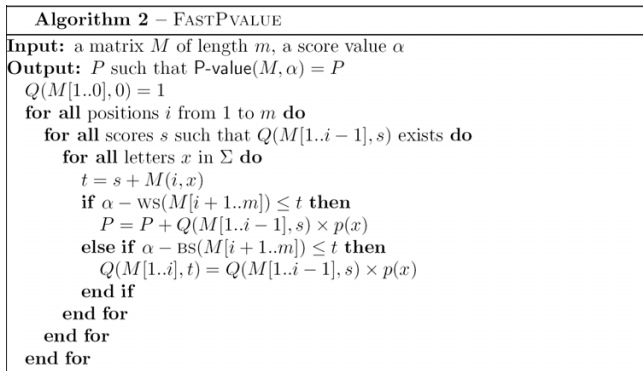 Algorithm 2 – FASTPVALUE
Input: a matrix M of length m, a score value α
Output: P such that P-value(M, α) = P
Q(M[1..0], 0) = 1
for all positions i from 1 to m do
for all scores s such that Q(M[1..i − 1], s) exists do
for all letters x in Σ do
t = s + M(i, x)
if α − WS(M[i + 1..m]) ≤ t then
P = P + Q(M[1..i − 1], s) × p(x)
else if α − BS(M[i + 1..m]) ≤ t then
Q(M[1..i], t) = Q(M[1..i − 1], s) × p(x)
end if
end for
end for
end for